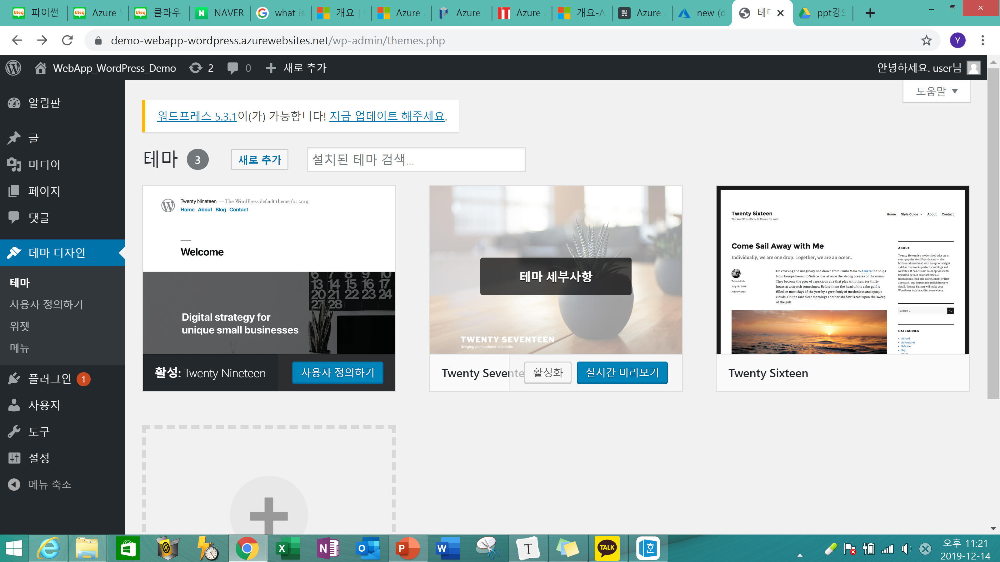 파이썬
Azure
클라우
NAVER
what is
개요 |
Azure
Azure
Azure
개요-A
Azure
new (d
테마
ppt강의
demo-webapp-wordpress.azurewebsites.net/wp-admin/themes.php
Y
WebApp_WordPress_Demo
2
0
새로 추가
안녕하세요. user님
도움말
알림판
글
미디어
페이지
댓글
테마 디자인
테마
사용자 정의하기
위젯
메뉴
플러그인 1
사용자
도구
설정
메뉴 축소
워드프레스 5.3.1이(가) 가능합니다! 지금 업데이트 해주세요.
테마 3 새로 추가 설치된 테마 검색...
Twenty Nineteen — The WordPress default theme for 2019
Home About Blog Contact
Welcome
6 7 8 9 10
13 14 15 16 17
20 21 22 23 24
27 28
Digital strategy for
unique small businesses
활성: Twenty Nineteen
사용자 정의하기
테마 세부사항
TWENTY SEVENTEEN
Bringing your business' site to life
Twenty Sevente
활성화
실시간 미리보기
Twenty Sixteen
The WordPress Default Theme for 2016
Home Style Guide About Contact
Come Sail Away with Me
Individually, we are one drop. Together, we are an ocean.
Takashi Irie
July 19, 2016
Adventures
On crossing the imaginary line drawn from Punta Mala to Azuera the ships
from Europe bound to Sulaco lose at once the strong breezes of the ocean.
They become the prey of capricious airs that play with them for thirty
hours at a stretch sometimes. Before them the head of the calm gulf is
filled on most days of the year by a great body of motionless and opaque
clouds. On the rare clear mornings another shadow is cast upon the sweep
of the gulf.
ABOUT
Twenty Sixteen is a modernized take on an
ever-popular WordPress layout — the
horizontal masthead with an optional right
sidebar that works perfectly for blogs and
websites. It has custom color options with
beautiful default color schemes, a
harmonious fluid grid using a mobile-first
approach, and impeccable polish in every
detail. Twenty Sixteen will make your
WordPress look beautiful everywhere.
Search ...
CATEGORIES
Abroad
Adventures
Balance
Bay
Twenty Sixteen
TALK
오후 11:21
2019-12-14